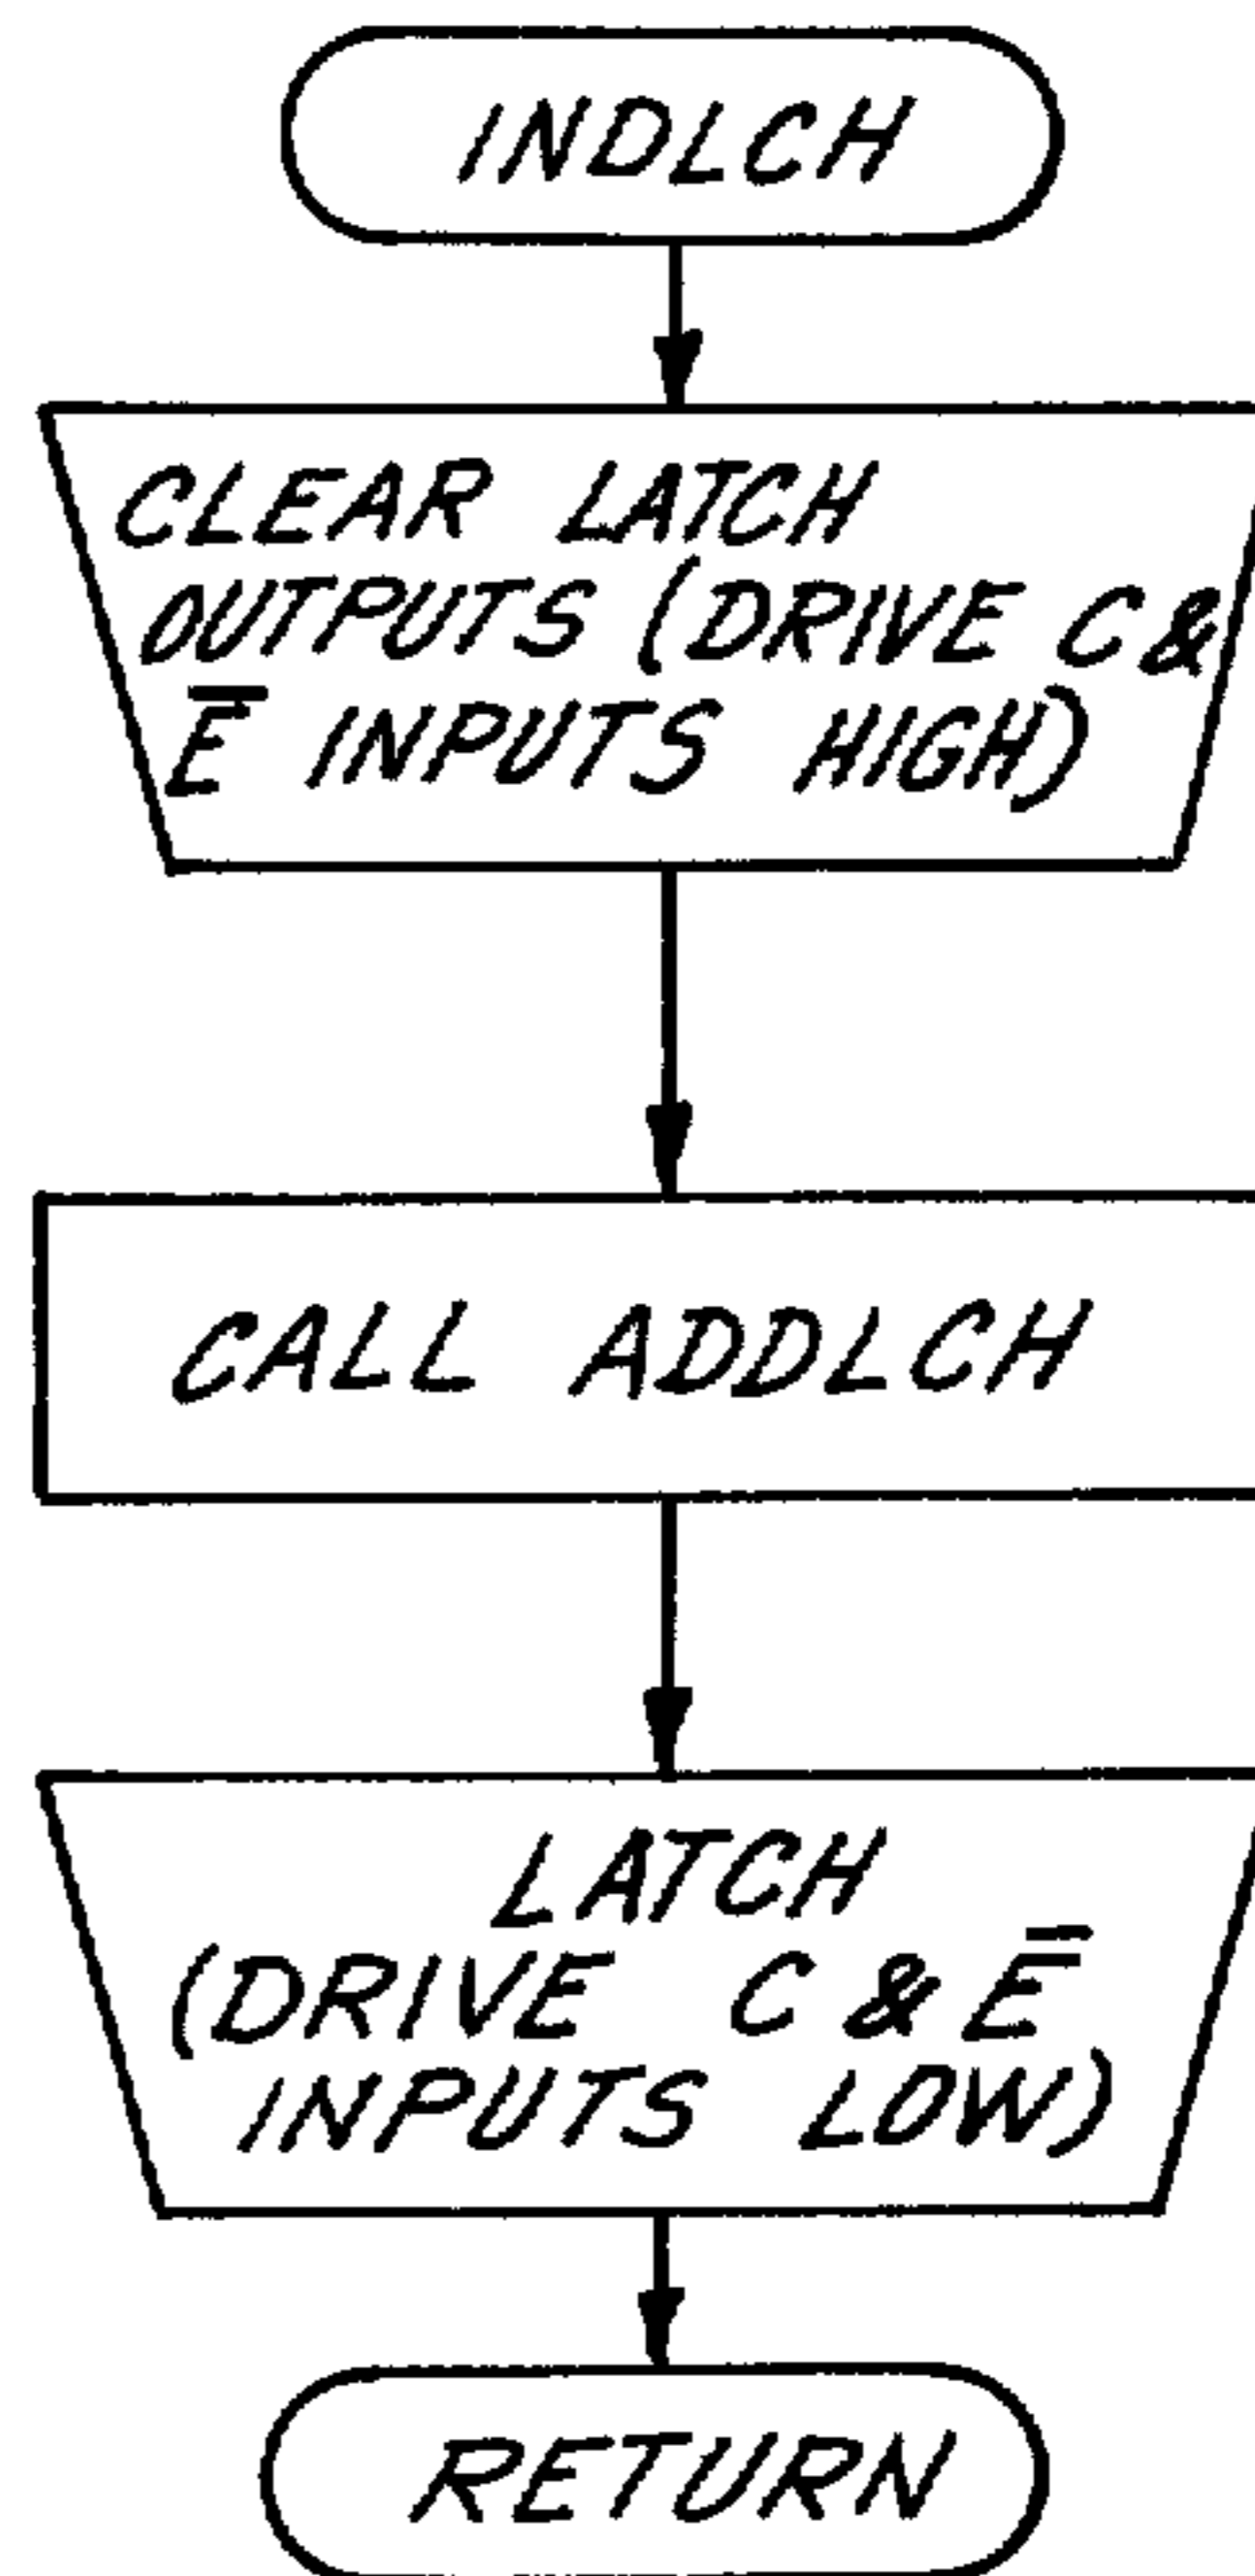 INDLCH
CLEAR LATCH
OUTPUTS (DRIVE C &
E̅ INPUTS HIGH)
CALL ADDLCH
LATCH
(DRIVE C & E̅
INPUTS LOW)
RETURN